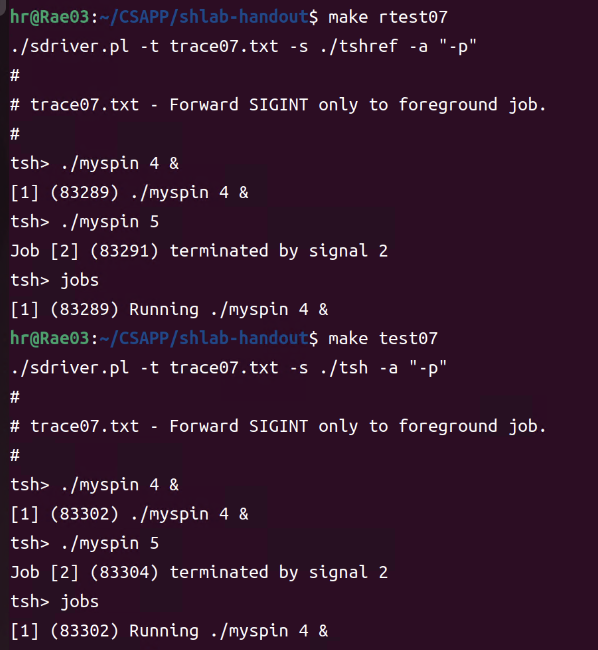 hr@Rae03:~/CSAPP/shlab-handout$ make rtest07
./sdriver.pl -t trace07.txt -s ./tshref -a "-p"
#
# trace07.txt - Forward SIGINT only to foreground job.
#
tsh> ./myspin 4 &
[1] (83289) ./myspin 4 &
tsh> ./myspin 5
Job [2] (83291) terminated by signal 2
tsh> jobs
[1] (83289) Running ./myspin 4 &
hr@Rae03:~/CSAPP/shlab-handout$ make test07
./sdriver.pl -t trace07.txt -s ./tsh -a "-p"
#
# trace07.txt - Forward SIGINT only to foreground job.
#
tsh> ./myspin 4 &
[1] (83302) ./myspin 4 &
tsh> ./myspin 5
Job [2] (83304) terminated by signal 2
tsh> jobs
[1] (83302) Running ./myspin 4 &